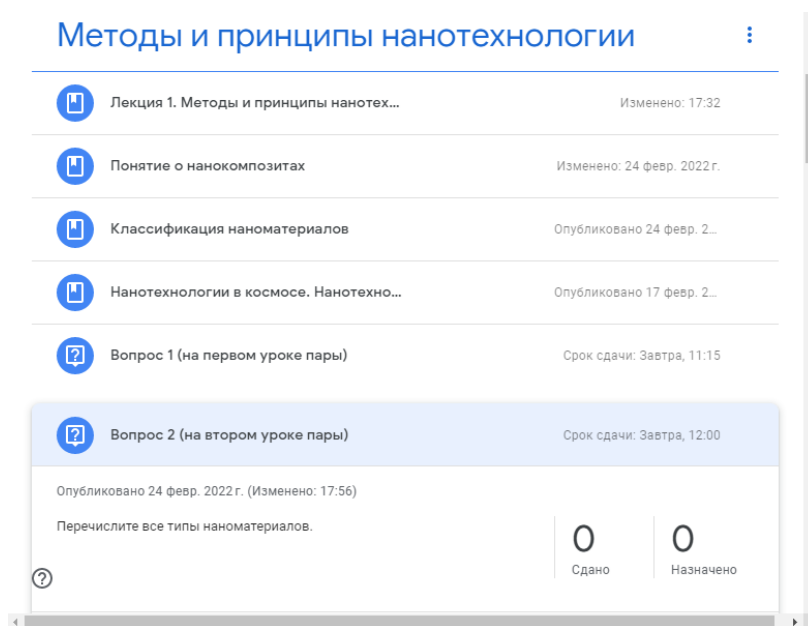 Методы и принципы нанотехнологии
Лекция 1. Методы и принципы нанотех...
Изменено: 17:32
Понятие о нанокомпозитах
Изменено: 24 февр. 2022 г.
Классификация наноматериалов
Опубликовано 24 февр. 2...
Нанотехнологии в космосе. Нанотехно...
Опубликовано 17 февр. 2...
Вопрос 1 (на первом уроке пары)
Срок сдачи: Завтра, 11:15
Вопрос 2 (на втором уроке пары)
Срок сдачи: Завтра, 12:00
Опубликовано 24 февр. 2022 г. (Изменено: 17:56)
Перечислите все типы наноматериалов.
0
Сдано
0
Назначено